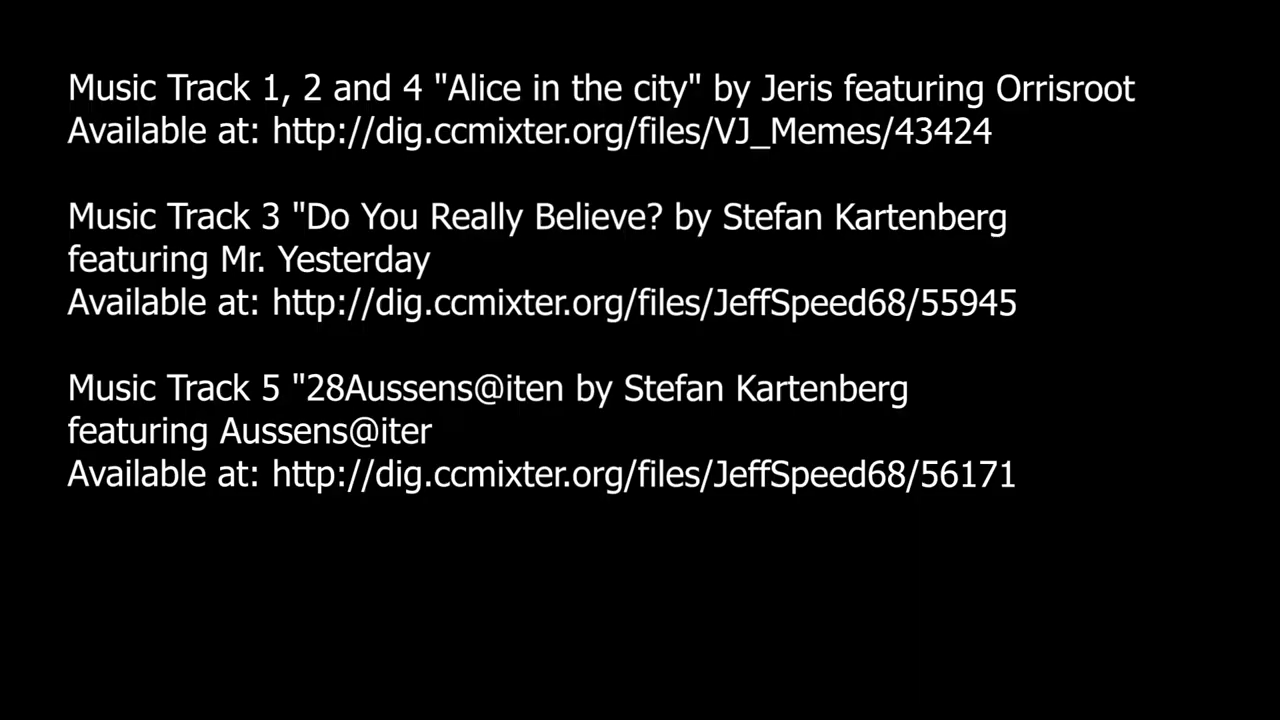 Music Track 1, 2 and 4 "Alice in the city" by Jeris featuring Orrisroot
Available at: http://dig.ccmixter.org/files/VJ_Memes/43424
Music Track 3 "Do You Really Believe? by Stefan Kartenberg
featuring Mr. Yesterday
Available at: http://dig.ccmixter.org/files/JeffSpeed68/55945
Music Track 5 "28Aussens@iten by Stefan Kartenberg
featuring Aussens@iter
Available at: http://dig.ccmixter.org/files/JeffSpeed68/56171